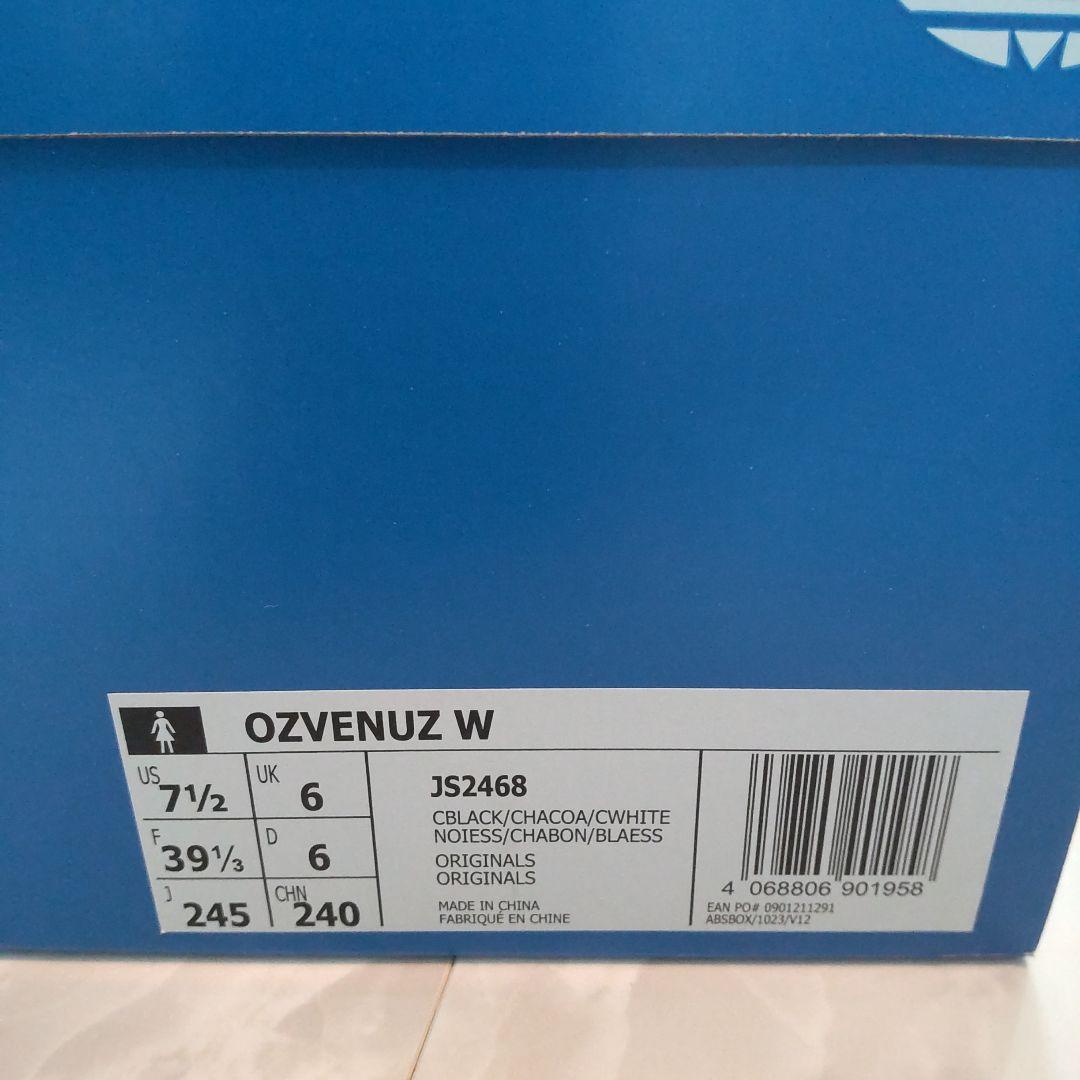 OZVENUZ W
US 7½ UK 6
F 39⅓ D 6
J 245 CHN 240
JS2468
CBLACK/CHACOA/CWHITE
NOIESS/CHABON/BLAESS
ORIGINALS
ORIGINALS
MADE IN CHINA
FABRIQUÉ EN CHINE
4 068806 901958
EAN PO# 0901211291
ABSBOX/1023/V12